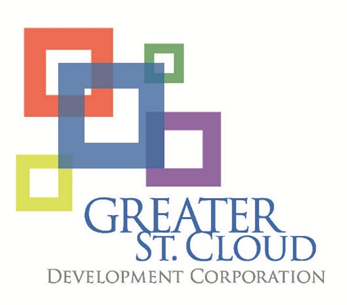 GREATER
ST. CLOUD
DEVELOPMENT CORPORATION